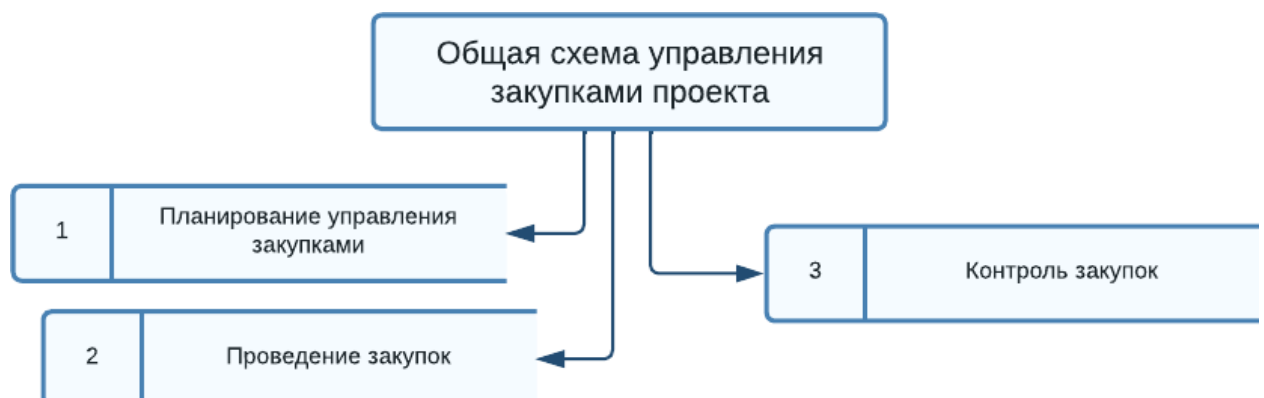 Общая схема управления
закупками проекта
1
Планирование управления
закупками
2
Проведение закупок
3
Контроль закупок